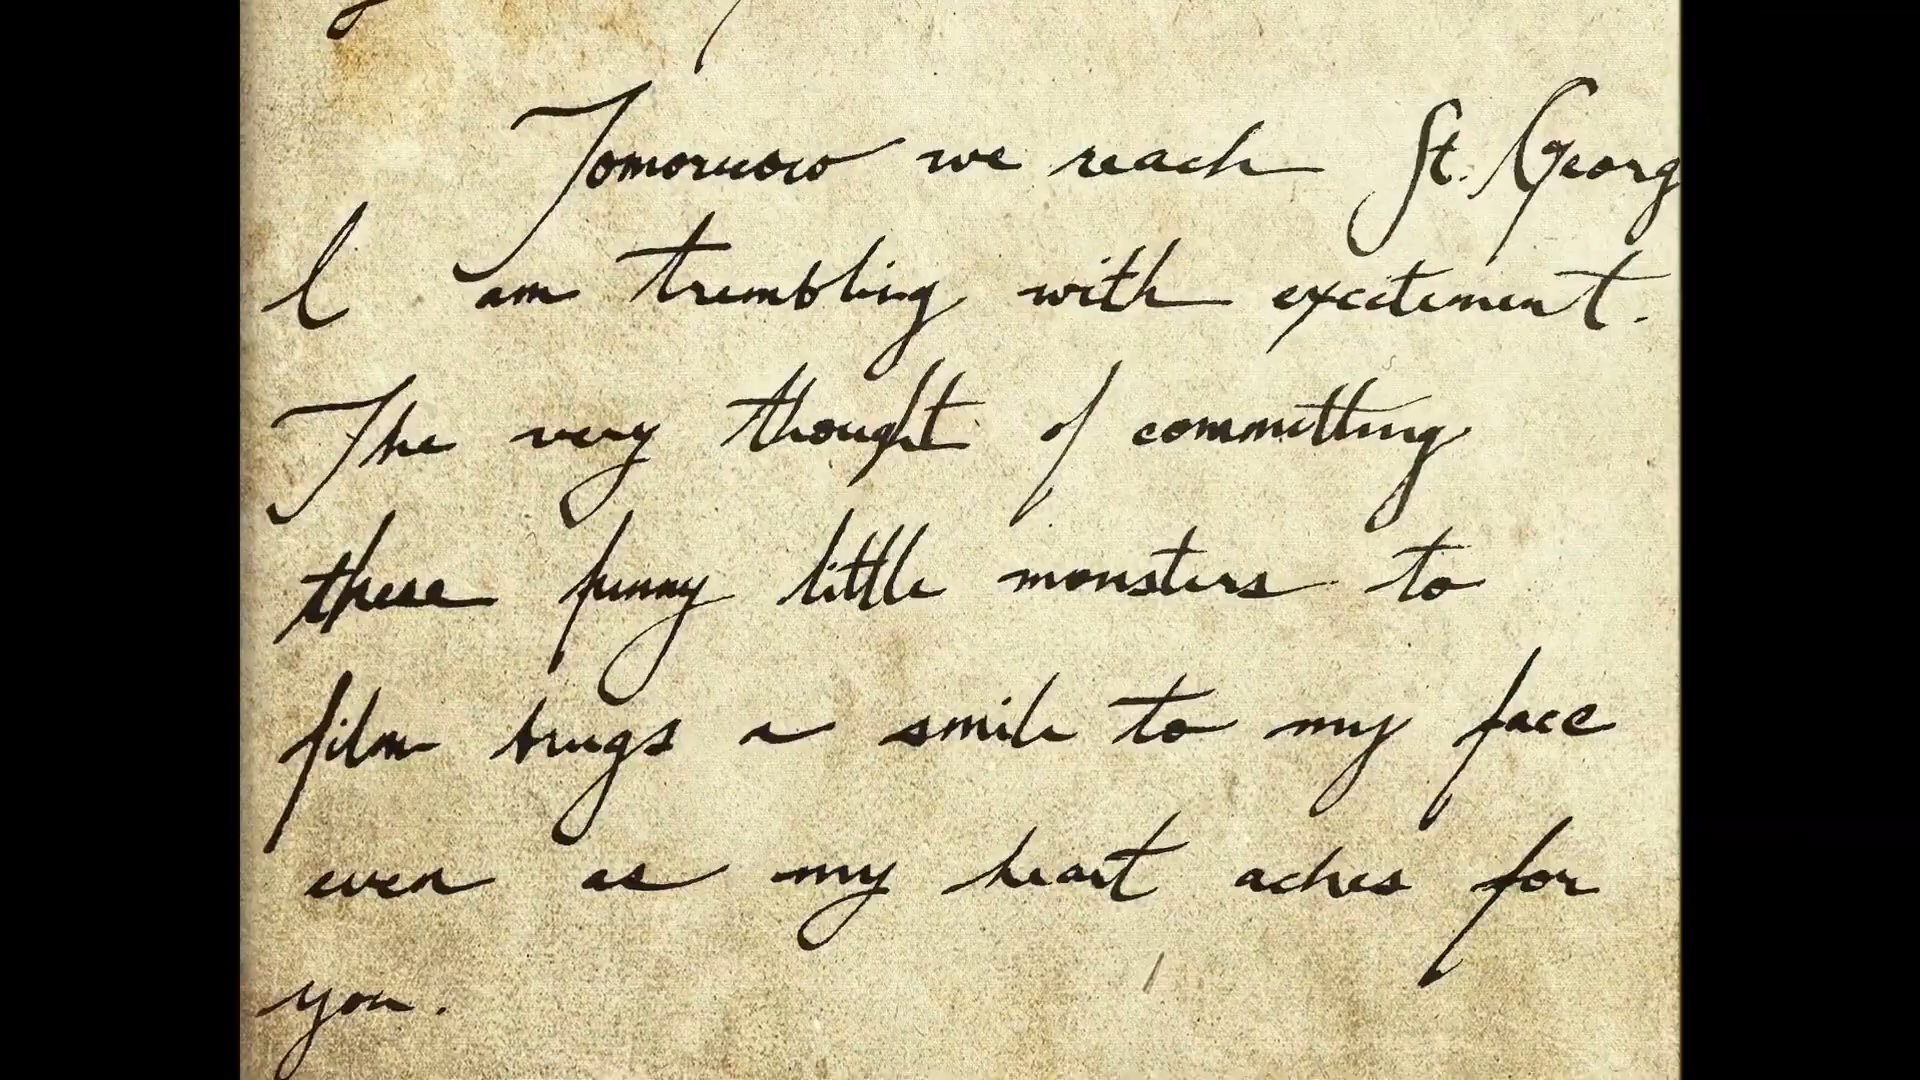 Tomorrow we reach St. Georg
I am trembling with excitement.
The very thought of committing
these funny little monsters to
film brings a smile to my face
even as my heart aches for
you.